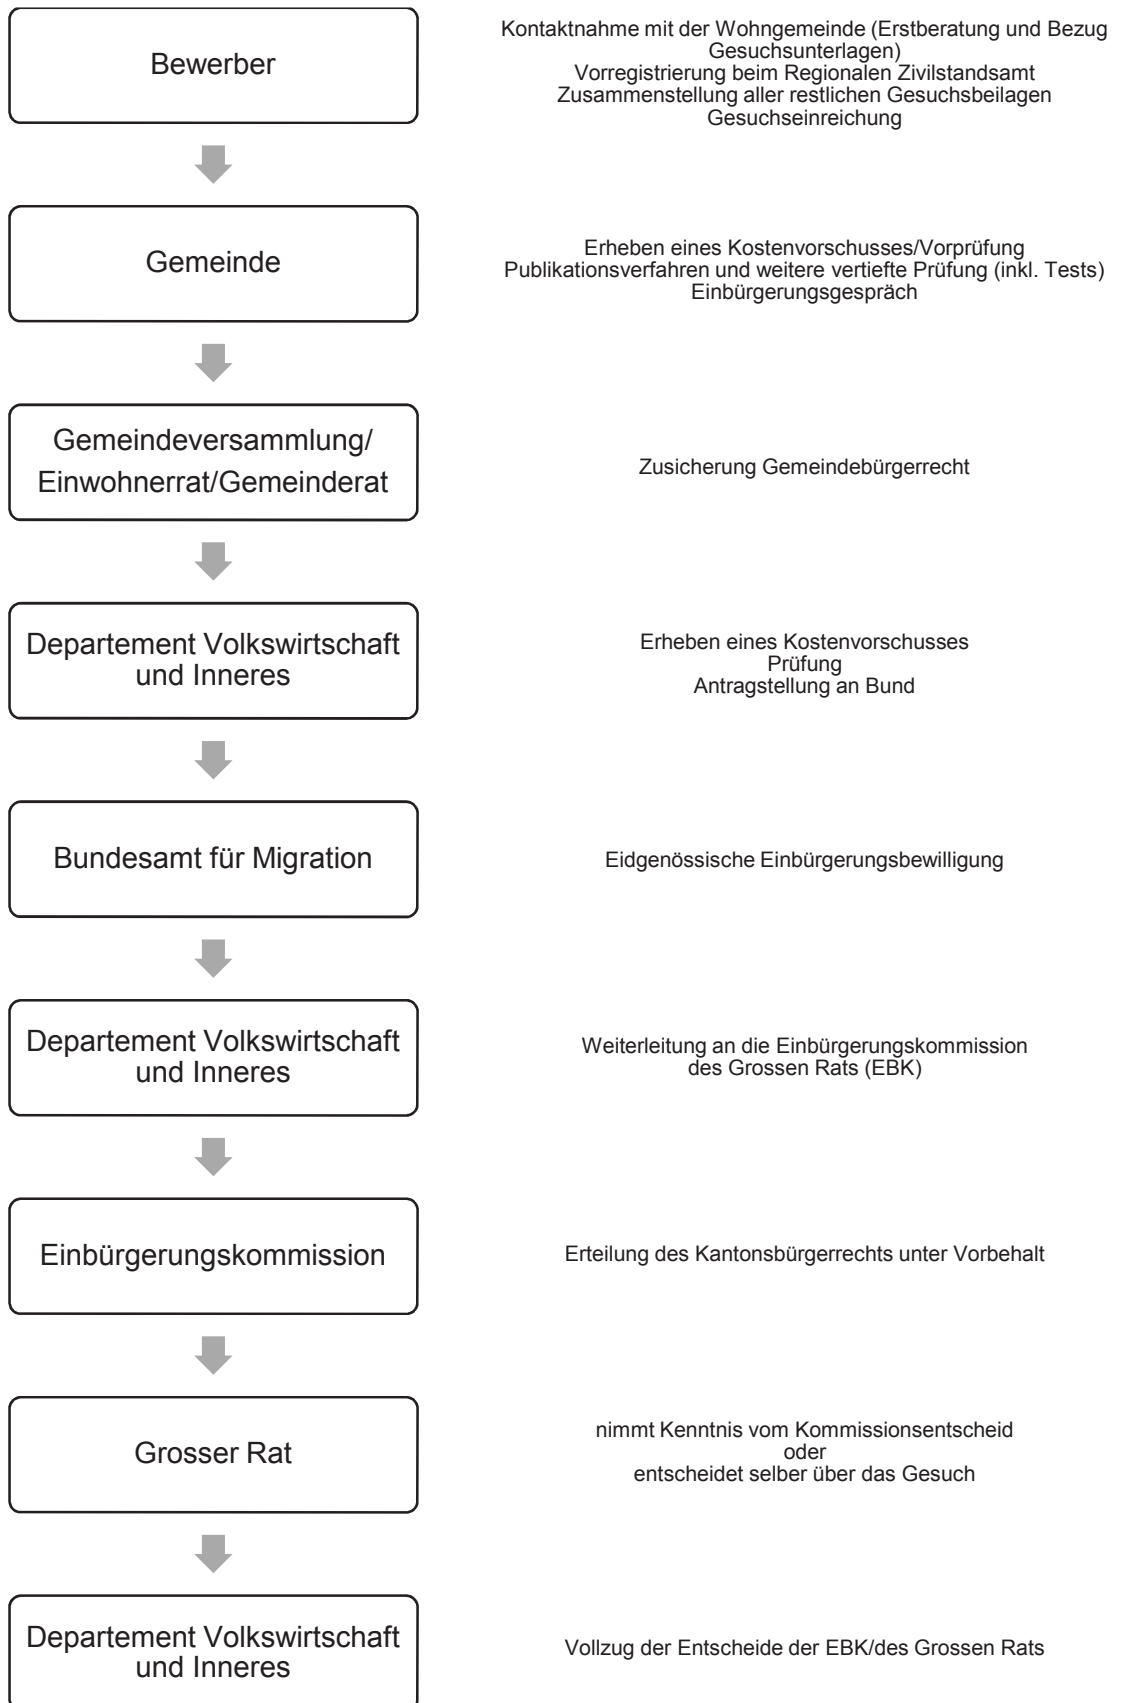 Bewerber
Kontaktnahme mit der Wohngemeinde (Erstberatung und Bezug
Gesuchsunterlagen)
Vorregistrierung beim Regionalen Zivilstandsamt
Zusammenstellung aller restlichen Gesuchsbeilagen
Gesuchseinreichung
Gemeinde
Erheben eines Kostenvorschusses/Vorprüfung
Publikationsverfahren und weitere vertiefte Prüfung (inkl. Tests)
Einbürgerungsgespräch
Gemeindeversammlung/
Einwohnerrat/Gemeinderat
Zusicherung Gemeindebürgerrecht
Departement Volkswirtschaft
und Inneres
Erheben eines Kostenvorschusses
Prüfung
Antragstellung an Bund
Bundesamt für Migration
Eidgenössische Einbürgerungsbewilligung
Departement Volkswirtschaft
und Inneres
Weiterleitung an die Einbürgerungskommission
des Grossen Rats (EBK)
Einbürgerungskommission
Erteilung des Kantonsbürgerrechts unter Vorbehalt
Grosser Rat
nimmt Kenntnis vom Kommissionsentscheid
oder
entscheidet selber über das Gesuch
Departement Volkswirtschaft
und Inneres
Vollzug der Entscheide der EBK/des Grossen Rats